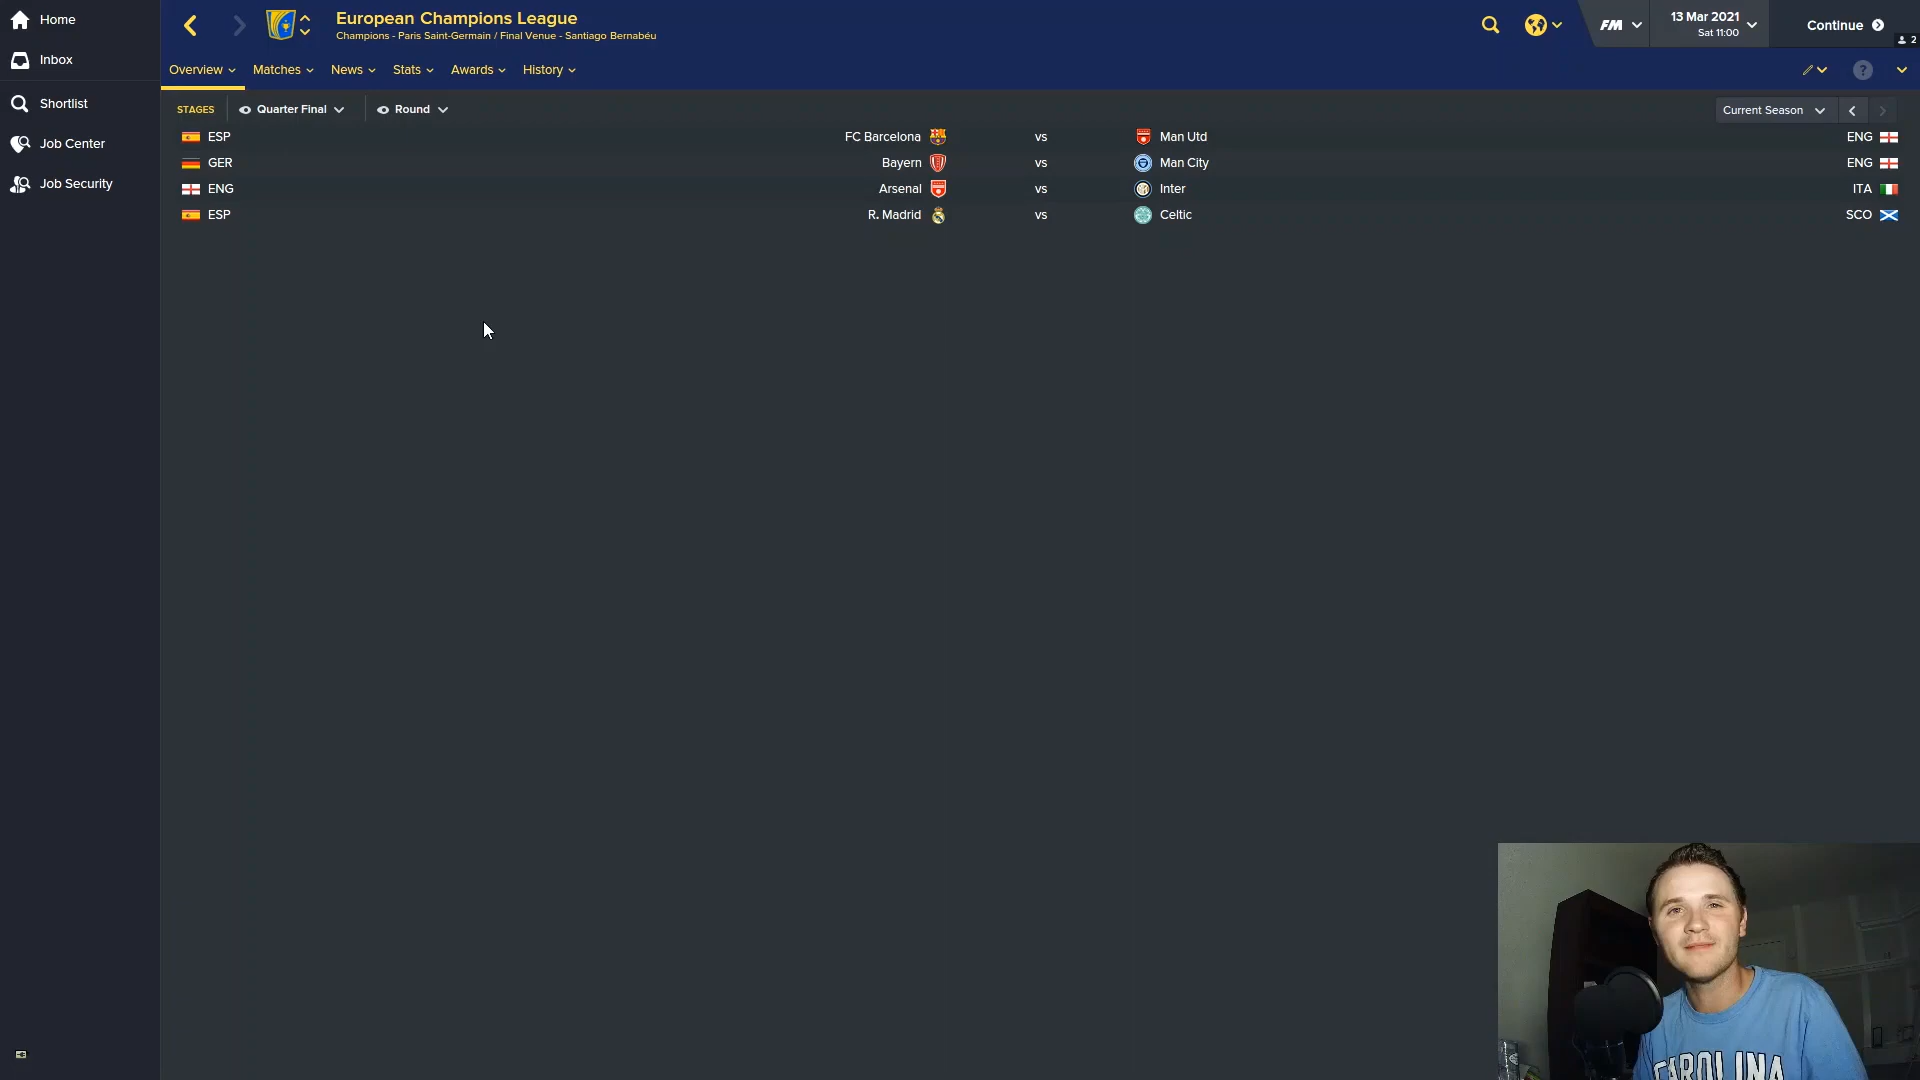 Home
Inbox
Shortlist
Job Center
Job Security
European Champions League
Champions - Paris Saint-Germain / Final Venue - Santiago Bernabéu
FM
13 Mar 2021
Sat 11:00
Continue
2
Overview Matches News Stats Awards History
?
STAGES Quarter Final Round Current Season
ESP FC Barcelona vs Man Utd ENG
GER Bayern vs Man City ENG
ENG Arsenal vs Inter ITA
ESP R. Madrid vs Celtic SCO
CAROLINA